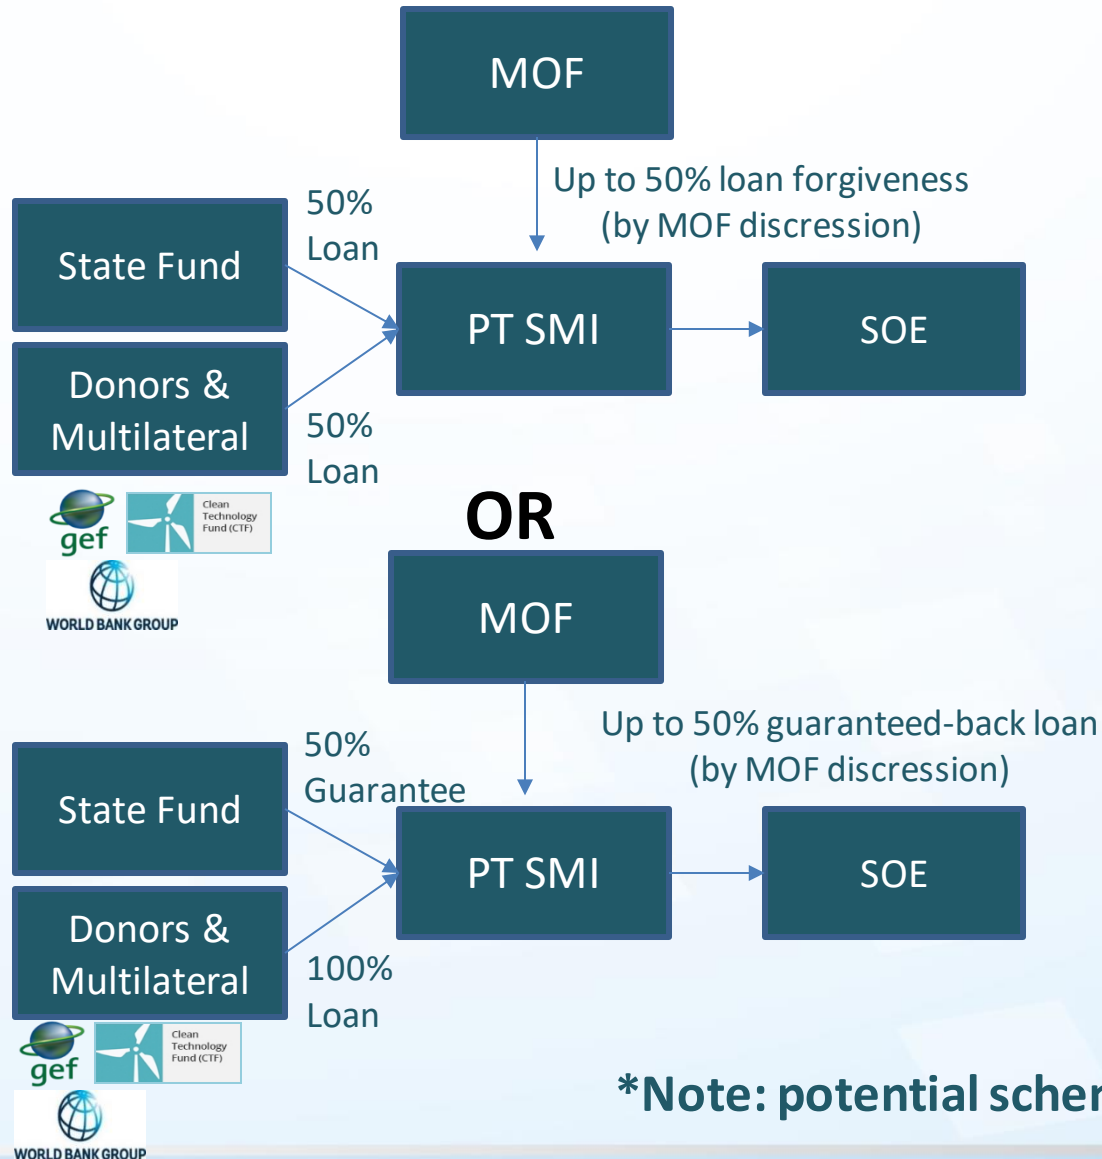 MOF
Up to 50% loan forgiveness
(by MOF discression)
50%
Loan
State Fund
PT SMI
SOE
Donors &
Multilateral
50%
Loan
gef
Clean
Technology
Fund (CTF)
WORLD BANK GROUP
OR
MOF
Up to 50% guaranteed-back loan
(by MOF discression)
50%
Guarantee
State Fund
PT SMI
SOE
Donors &
Multilateral
100%
Loan
gef
Clean
Technology
Fund (CTF)
WORLD BANK GROUP
*Note: potential